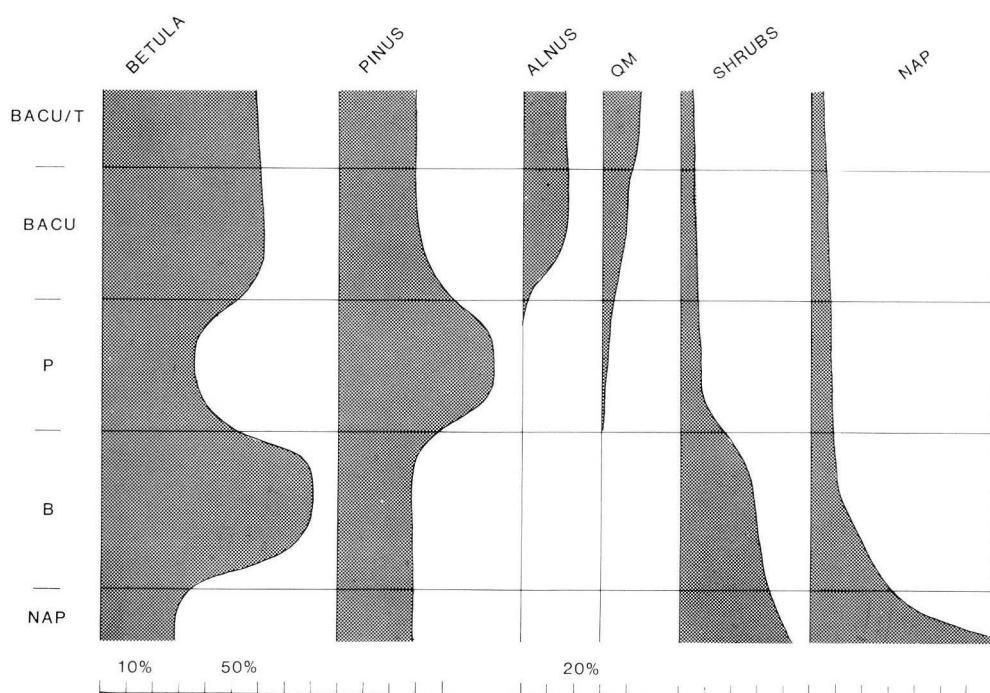 BETULA PINUS ALNUS QM SHRUBS NAP
BACU/T
BACU
P
B
NAP
10% 50% 20%